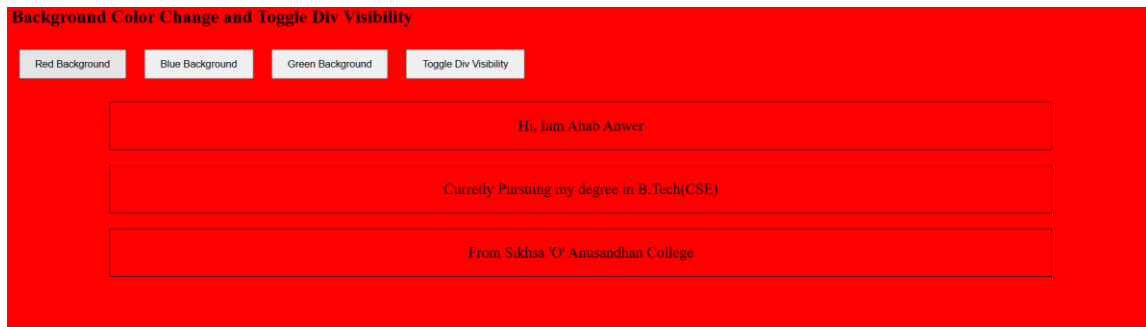 Background Color Change and Toggle Div Visibility
Red Background Blue Background Green Background Toggle Div Visibility
Hi, Iam Ahab Anwer
Curretly Pursuing my degree in B.Tech(CSE)
From Sikhsa 'O' Anusandhan College